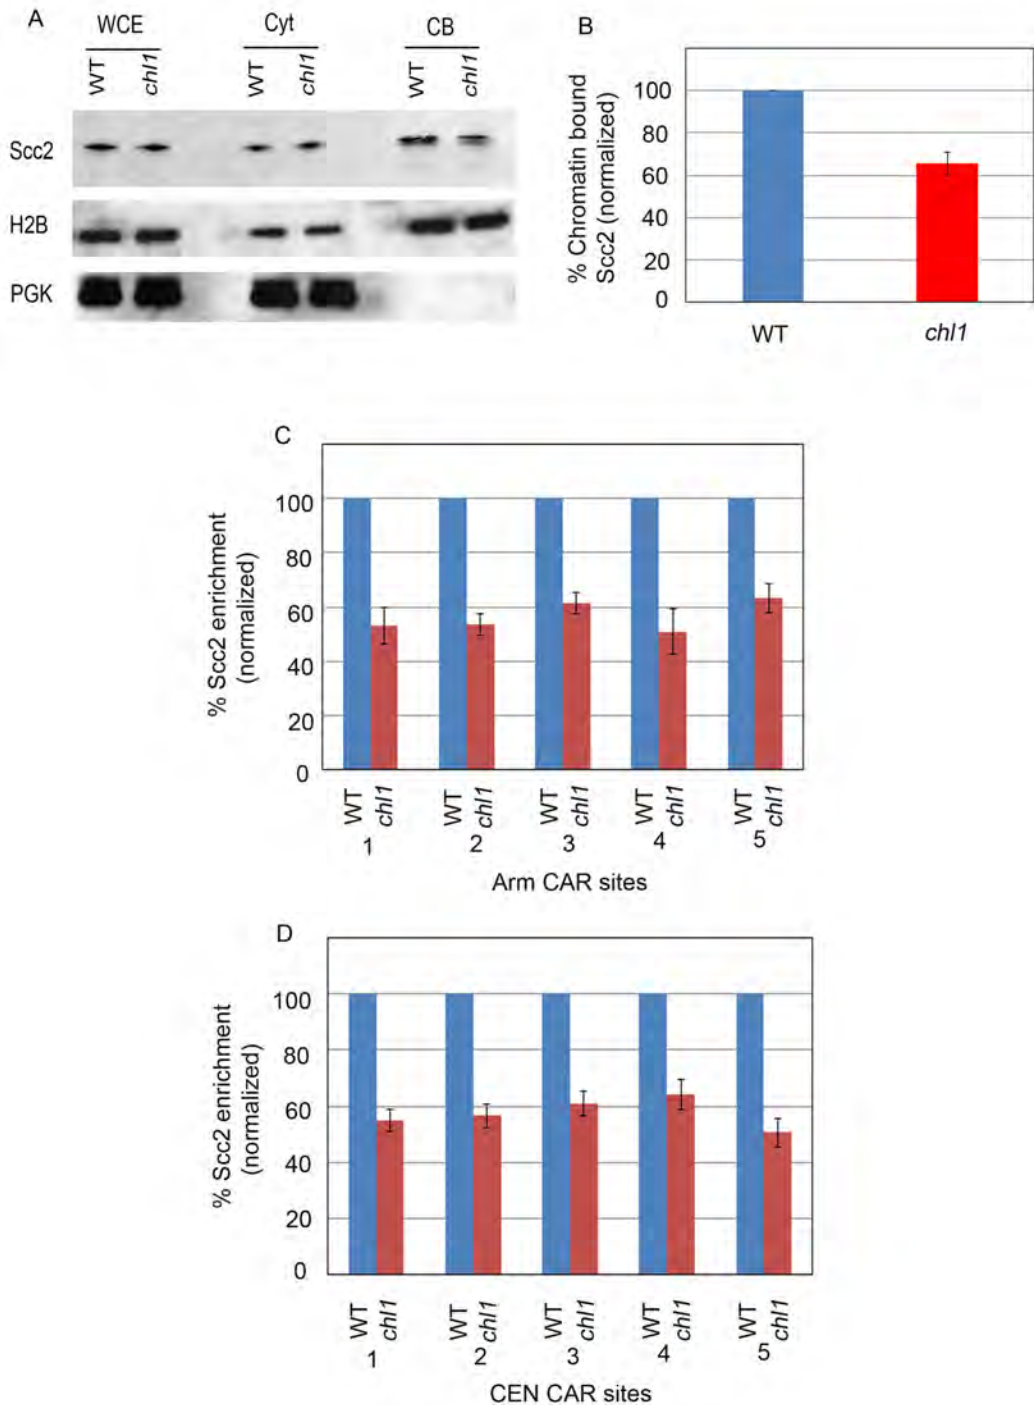 A
WCE Cyt CB
WT chl1 WT chl1 WT chl1
Scc2
H2B
PGK
B
% Chromatin bound
Scc2 (normalized)
100
80
60
40
20
0
WT chl1
C
% Scc2 enrichment
(normalized)
100
80
60
40
20
0
WT chl1 WT chl1 WT chl1 WT chl1 WT chl1
1 2 3 4 5
Arm CAR sites
D
% Scc2 enrichment
(normalized)
100
80
60
40
20
0
WT chl1 WT chl1 WT chl1 WT chl1 WT chl1
1 2 3 4 5
CEN CAR sites